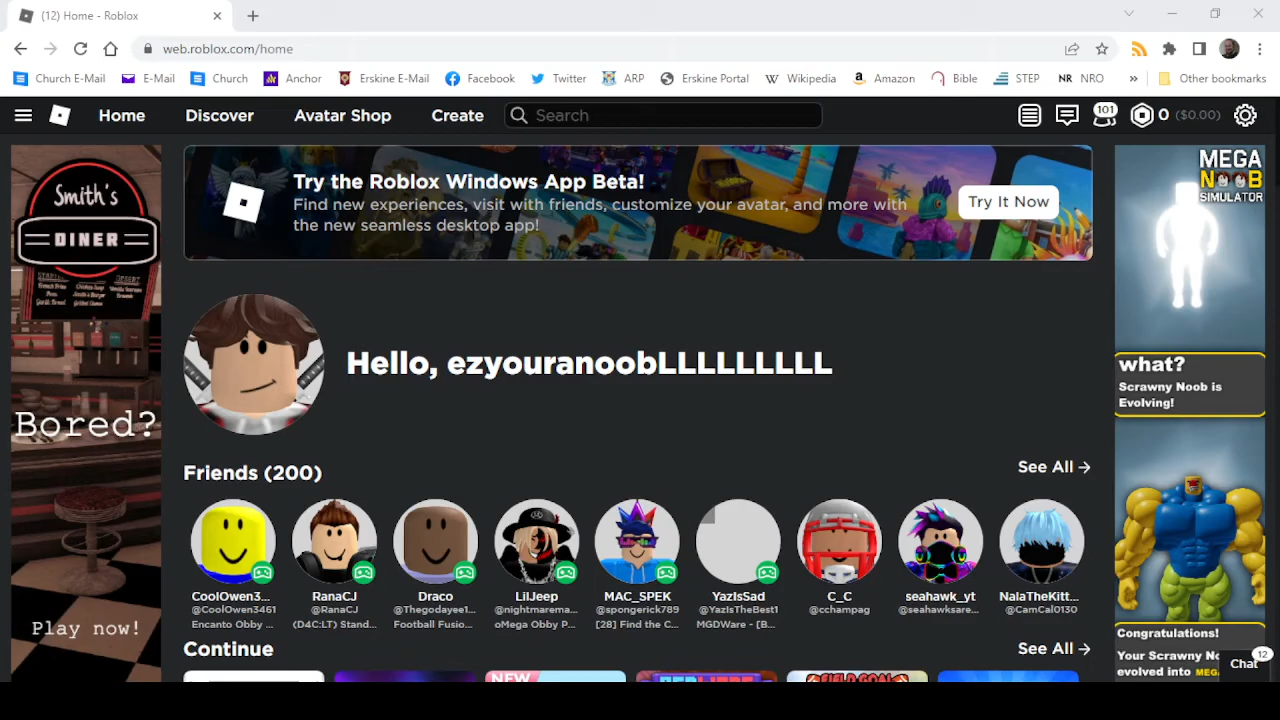 (12) Home - Roblox
web.roblox.com/home
Church E-Mail E-Mail Church Anchor Erskine E-Mail Facebook Twitter ARP Erskine Portal Wikipedia Amazon Bible STEP NRO » Other bookmarks
Home Discover Avatar Shop Create Search 101 0 ($0.00)
Smith's
DINER
Bored?
Play now!
Try the Roblox Windows App Beta!
Find new experiences, visit with friends, customize your avatar, and more with
the new seamless desktop app!
Try It Now
Hello, ezyouranoobLLLLLLLLL
Friends (200) See All →
CoolOwen3... RanaCJ Draco LilJeep MAC_SPEK YazIsSad C_C seahawk_yt NalaTheKitt...
@CoolOwen3461 @RanaCJ @Thegodayee1... @nightmarema... @spongerick789 @YazIsTheBest1 @cchampag @seahawksare... @CamCal0130
Encanto Obby ... (D4C:LT) Stand... Football Fusio... oMega Obby P... [28] Find the C... MGDWare - [B...
Continue See All →
NEW
FIELD GOAL
MEGA
NOOB
SIMULATOR
what?
Scrawny Noob is
Evolving!
Congratulations!
Your Scrawny No
evolved into MEG
Chat 12